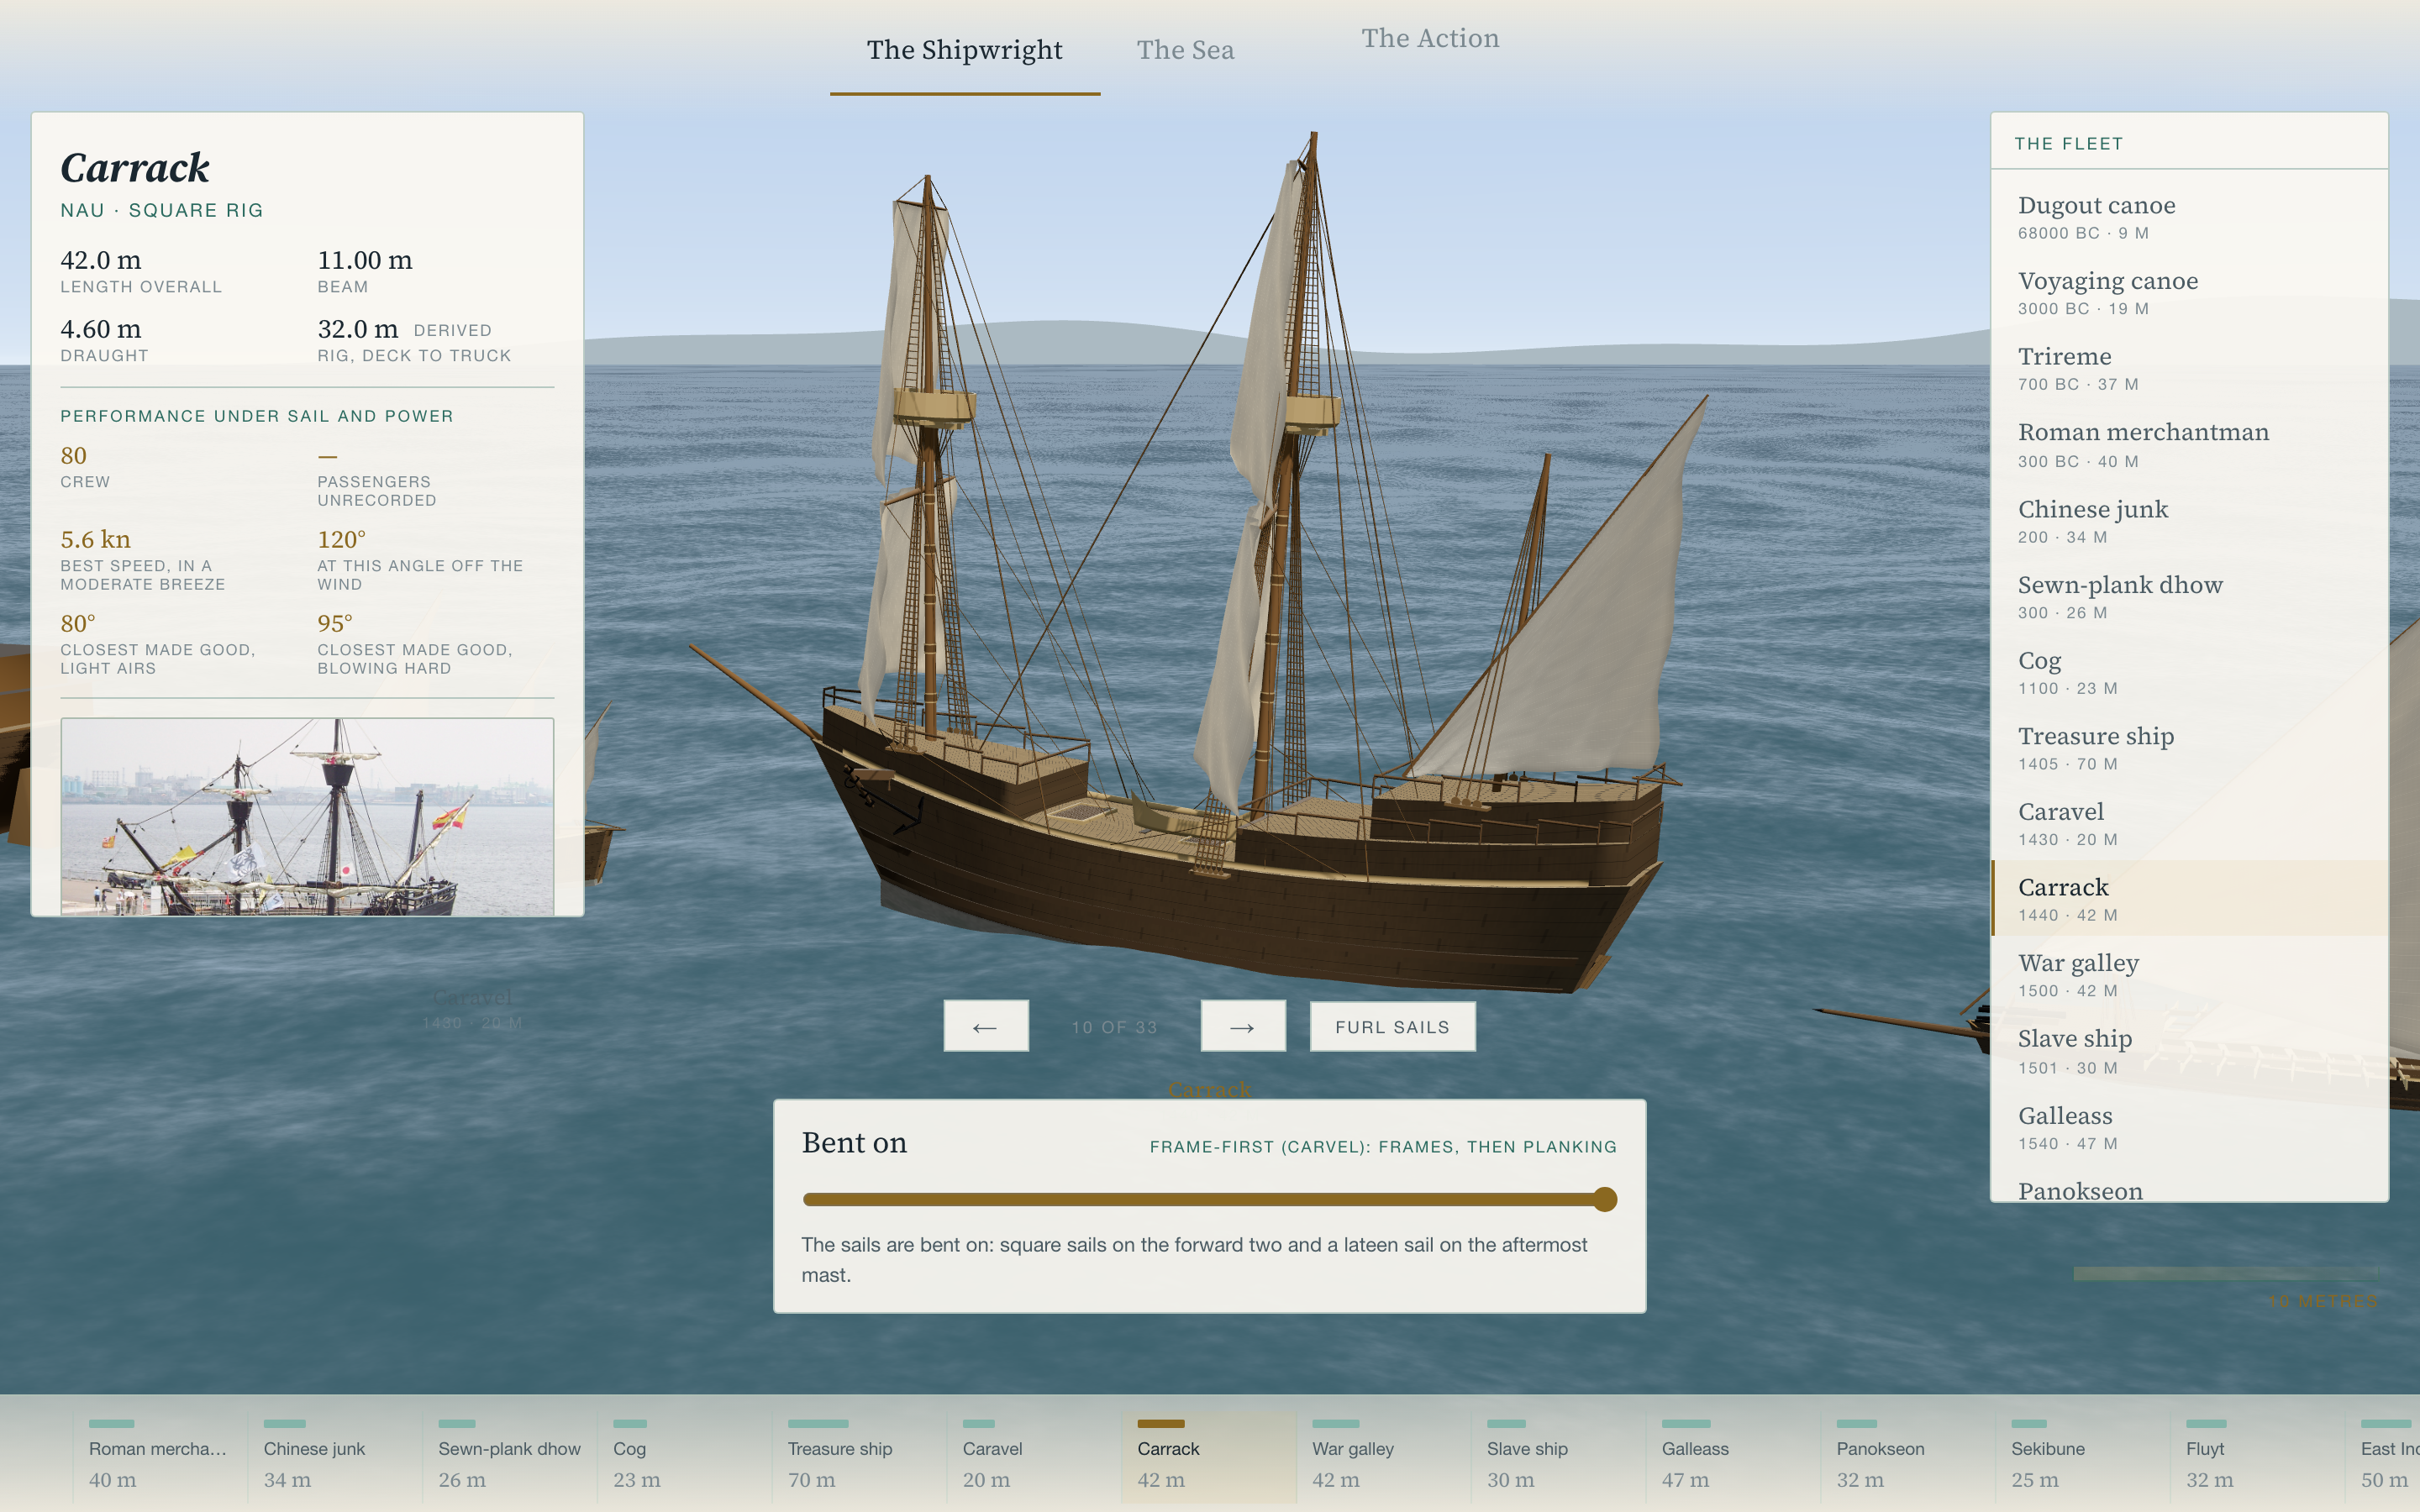 The Shipwright
The Sea
The Action
Carrack
NAU · SQUARE RIG
42.0 m
LENGTH OVERALL
11.00 m
BEAM
4.60 m
DRAUGHT
32.0 m DERIVED
RIG, DECK TO TRUCK
PERFORMANCE UNDER SAIL AND POWER
80
CREW
—
PASSENGERS
UNRECORDED
5.6 kn
BEST SPEED, IN A
MODERATE BREEZE
120°
AT THIS ANGLE OFF THE
WIND
80°
CLOSEST MADE GOOD,
LIGHT AIRS
95°
CLOSEST MADE GOOD,
BLOWING HARD
THE FLEET
Dugout canoe
68000 BC · 9 M
Voyaging canoe
3000 BC · 19 M
Trireme
700 BC · 37 M
Roman merchantman
300 BC · 40 M
Chinese junk
200 · 34 M
Sewn-plank dhow
300 · 26 M
Cog
1100 · 23 M
Treasure ship
1405 · 70 M
Caravel
1430 · 20 M
Carrack
1440 · 42 M
War galley
1500 · 42 M
Slave ship
1501 · 30 M
Galleass
1540 · 47 M
Panokseon
Caravel
1430 · 20 M
←
10 OF 33
→
FURL SAILS
Carrack
Bent on
FRAME-FIRST (CARVEL): FRAMES, THEN PLANKING
The sails are bent on: square sails on the forward two and a lateen sail on the aftermost
mast.
10 METRES
Roman mercha…
40 m
Chinese junk
34 m
Sewn-plank dhow
26 m
Cog
23 m
Treasure ship
70 m
Caravel
20 m
Carrack
42 m
War galley
42 m
Slave ship
30 m
Galleass
47 m
Panokseon
32 m
Sekibune
25 m
Fluyt
32 m
East Ind
50 m